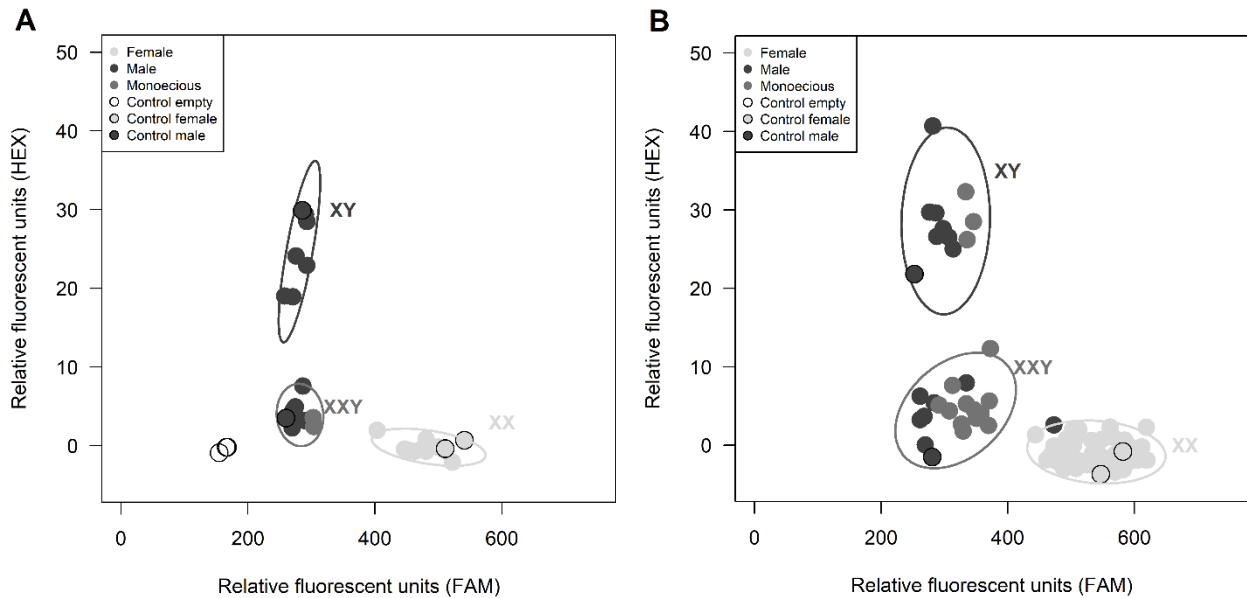 A
Relative fluorescent units (HEX)
50
40
30
20
10
0
Female
Male
Monoecious
Control empty
Control female
Control male
XY
XXY
XX
0
200
400
600
Relative fluorescent units (FAM)
B
Relative fluorescent units (HEX)
50
40
30
20
10
0
Female
Male
Monoecious
Control empty
Control female
Control male
XY
XXY
XX
0
200
400
600
Relative fluorescent units (FAM)